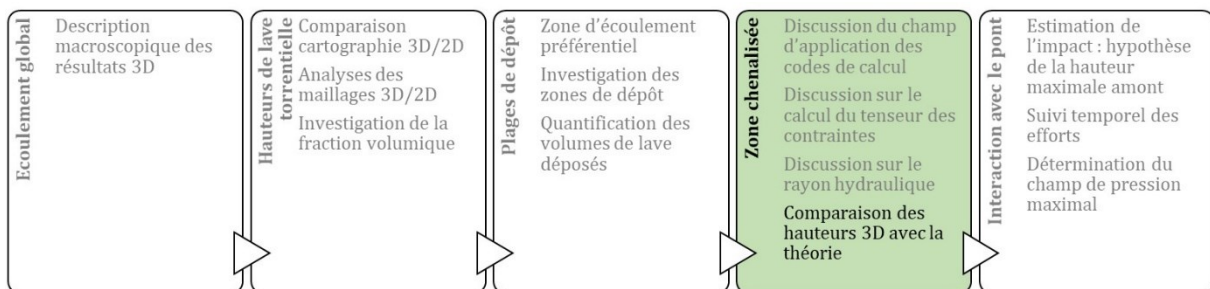 Ecoulement global
Description
macroscopique des
résultats 3D
Hauteurs de lave
torrentielle
Comparaison
cartographie 3D/2D
Analyses des
maillages 3D/2D
Investigation de la
fraction volumique
Plages de dépôt
Zone d'écoulement
préférentiel
Investigation des
zones de dépôt
Quantification des
volumes de lave
déposés
Zone chenalisée
Discussion du champ
d'application des
codes de calcul
Discussion sur le
calcul du tenseur des
contraintes
Discussion sur le
rayon hydraulique
Comparaison des
hauteurs 3D avec la
théorie
Interaction avec le pont
Estimation de
l'impact : hypothèse
de la hauteur
maximale amont
Suivi temporel des
efforts
Détermination du
champ de pression
maximal